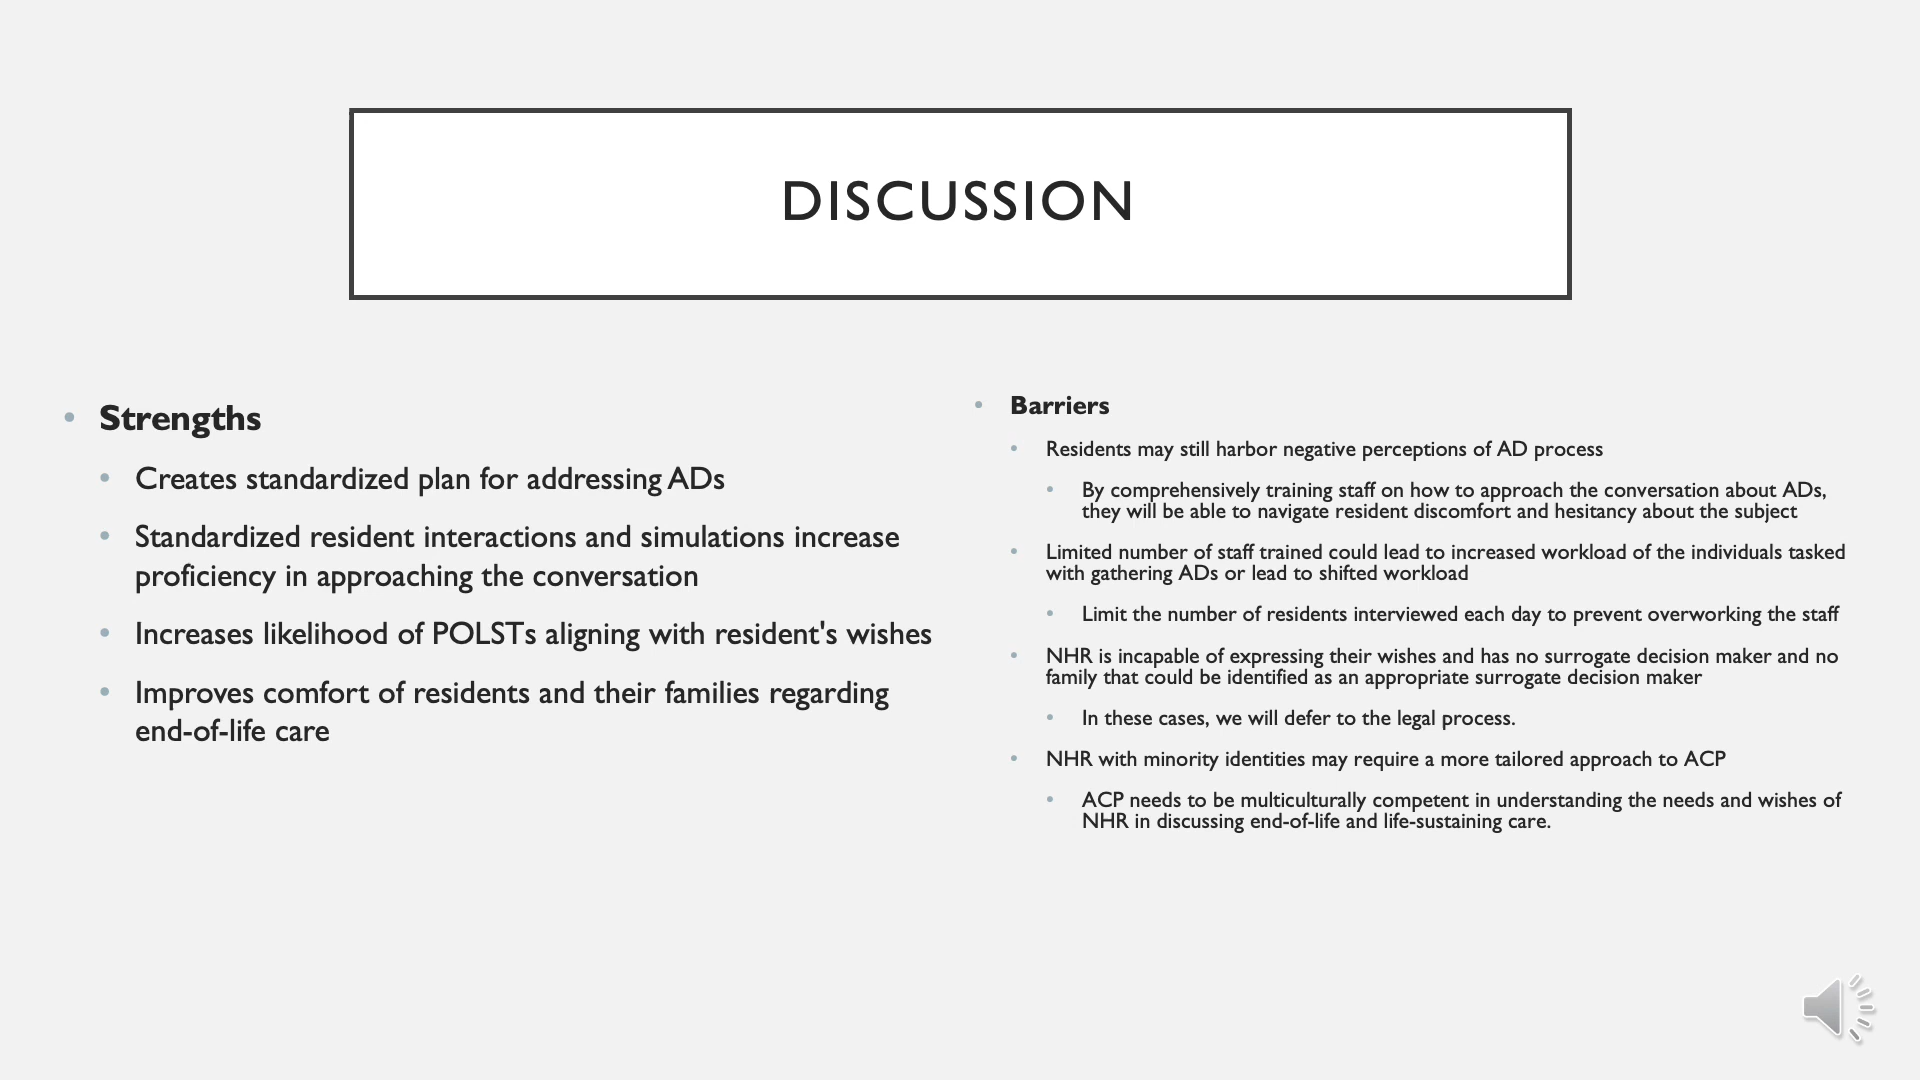 DISCUSSION
• Strengths
• Creates standardized plan for addressing ADs
• Standardized resident interactions and simulations increase
proficiency in approaching the conversation
• Increases likelihood of POLSTs aligning with resident's wishes
• Improves comfort of residents and their families regarding
end-of-life care
• Barriers
• Residents may still harbor negative perceptions of AD process
• By comprehensively training staff on how to approach the conversation about ADs,
they will be able to navigate resident discomfort and hesitancy about the subject
• Limited number of staff trained could lead to increased workload of the individuals tasked
with gathering ADs or lead to shifted workload
• Limit the number of residents interviewed each day to prevent overworking the staff
• NHR is incapable of expressing their wishes and has no surrogate decision maker and no
family that could be identified as an appropriate surrogate decision maker
• In these cases, we will defer to the legal process.
• NHR with minority identities may require a more tailored approach to ACP
• ACP needs to be multiculturally competent in understanding the needs and wishes of
NHR in discussing end-of-life and life-sustaining care.